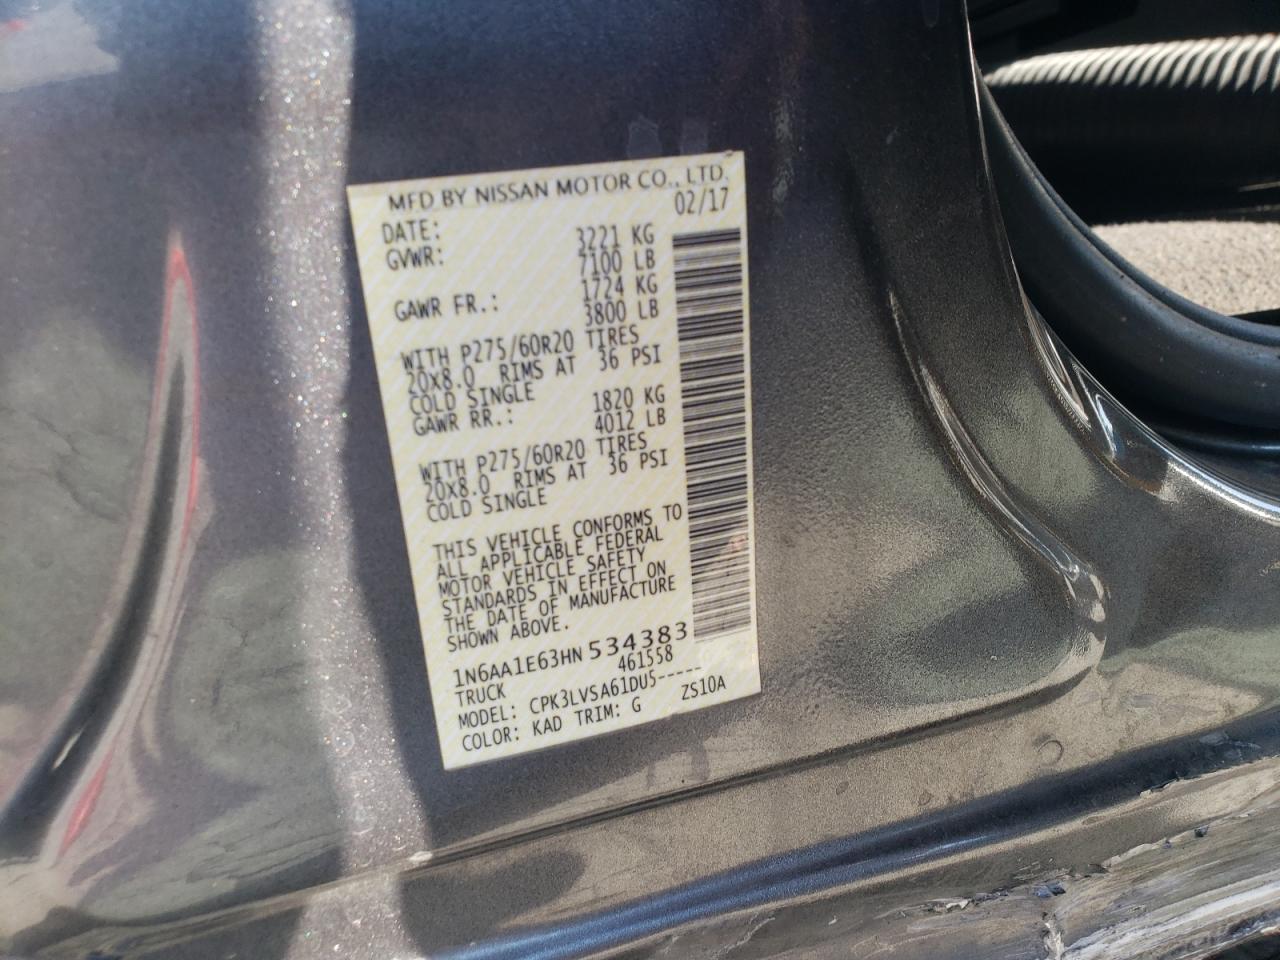 MFD BY NISSAN MOTOR CO., LTD.
DATE: 02/17
GVWR: 3221 KG
7100 LB
GAWR FR.: 1724 KG
3800 LB
WITH P275/60R20 TIRES
20X8.0 RIMS AT 36 PSI
COLD SINGLE
GAWR RR.: 1820 KG
4012 LB
WITH P275/60R20 TIRES
20X8.0 RIMS AT 36 PSI
COLD SINGLE
THIS VEHICLE CONFORMS TO
ALL APPLICABLE FEDERAL
MOTOR VEHICLE SAFETY
STANDARDS IN EFFECT ON
THE DATE OF MANUFACTURE
SHOWN ABOVE.
1N6AA1E63HN534383
TRUCK 461558
MODEL: CPK3LVSA61DU5-----
COLOR: KAD TRIM: G ZS10A